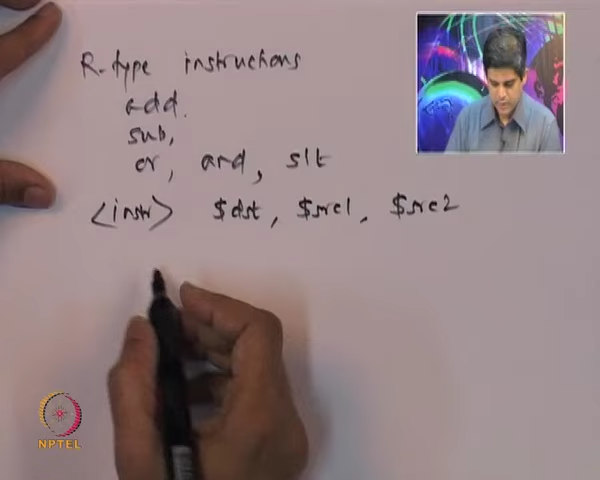 R-type instructions
add.
sub,
or, and, slt
<instr> $dst, $src1, $src2
NPTEL